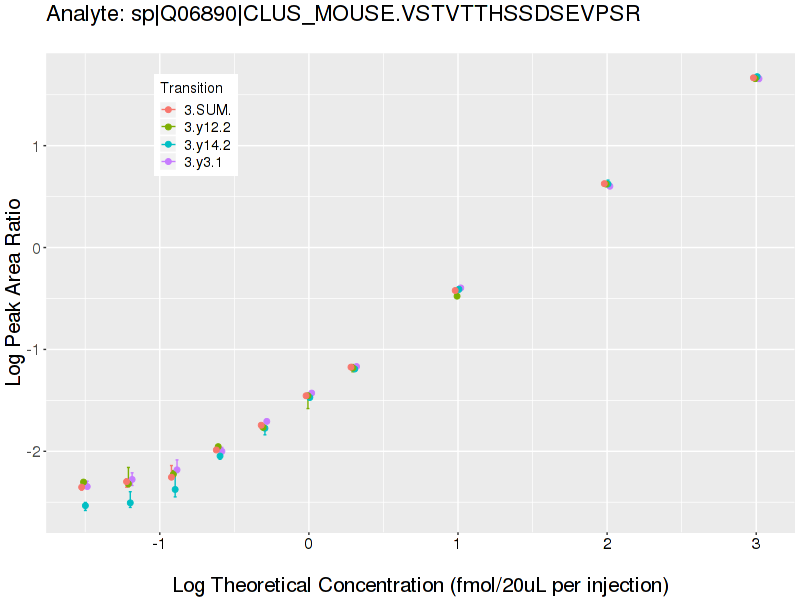 Analyte: sp|Q06890|CLUS_MOUSE.VSTVTTHSSDSEVPSR
Transition
3.SUM.
3.y12.2
3.y14.2
3.y3.1
1
0
-1
-2
Log Peak Area Ratio
-1
0
1
2
3
Log Theoretical Concentration (fmol/20uL per injection)